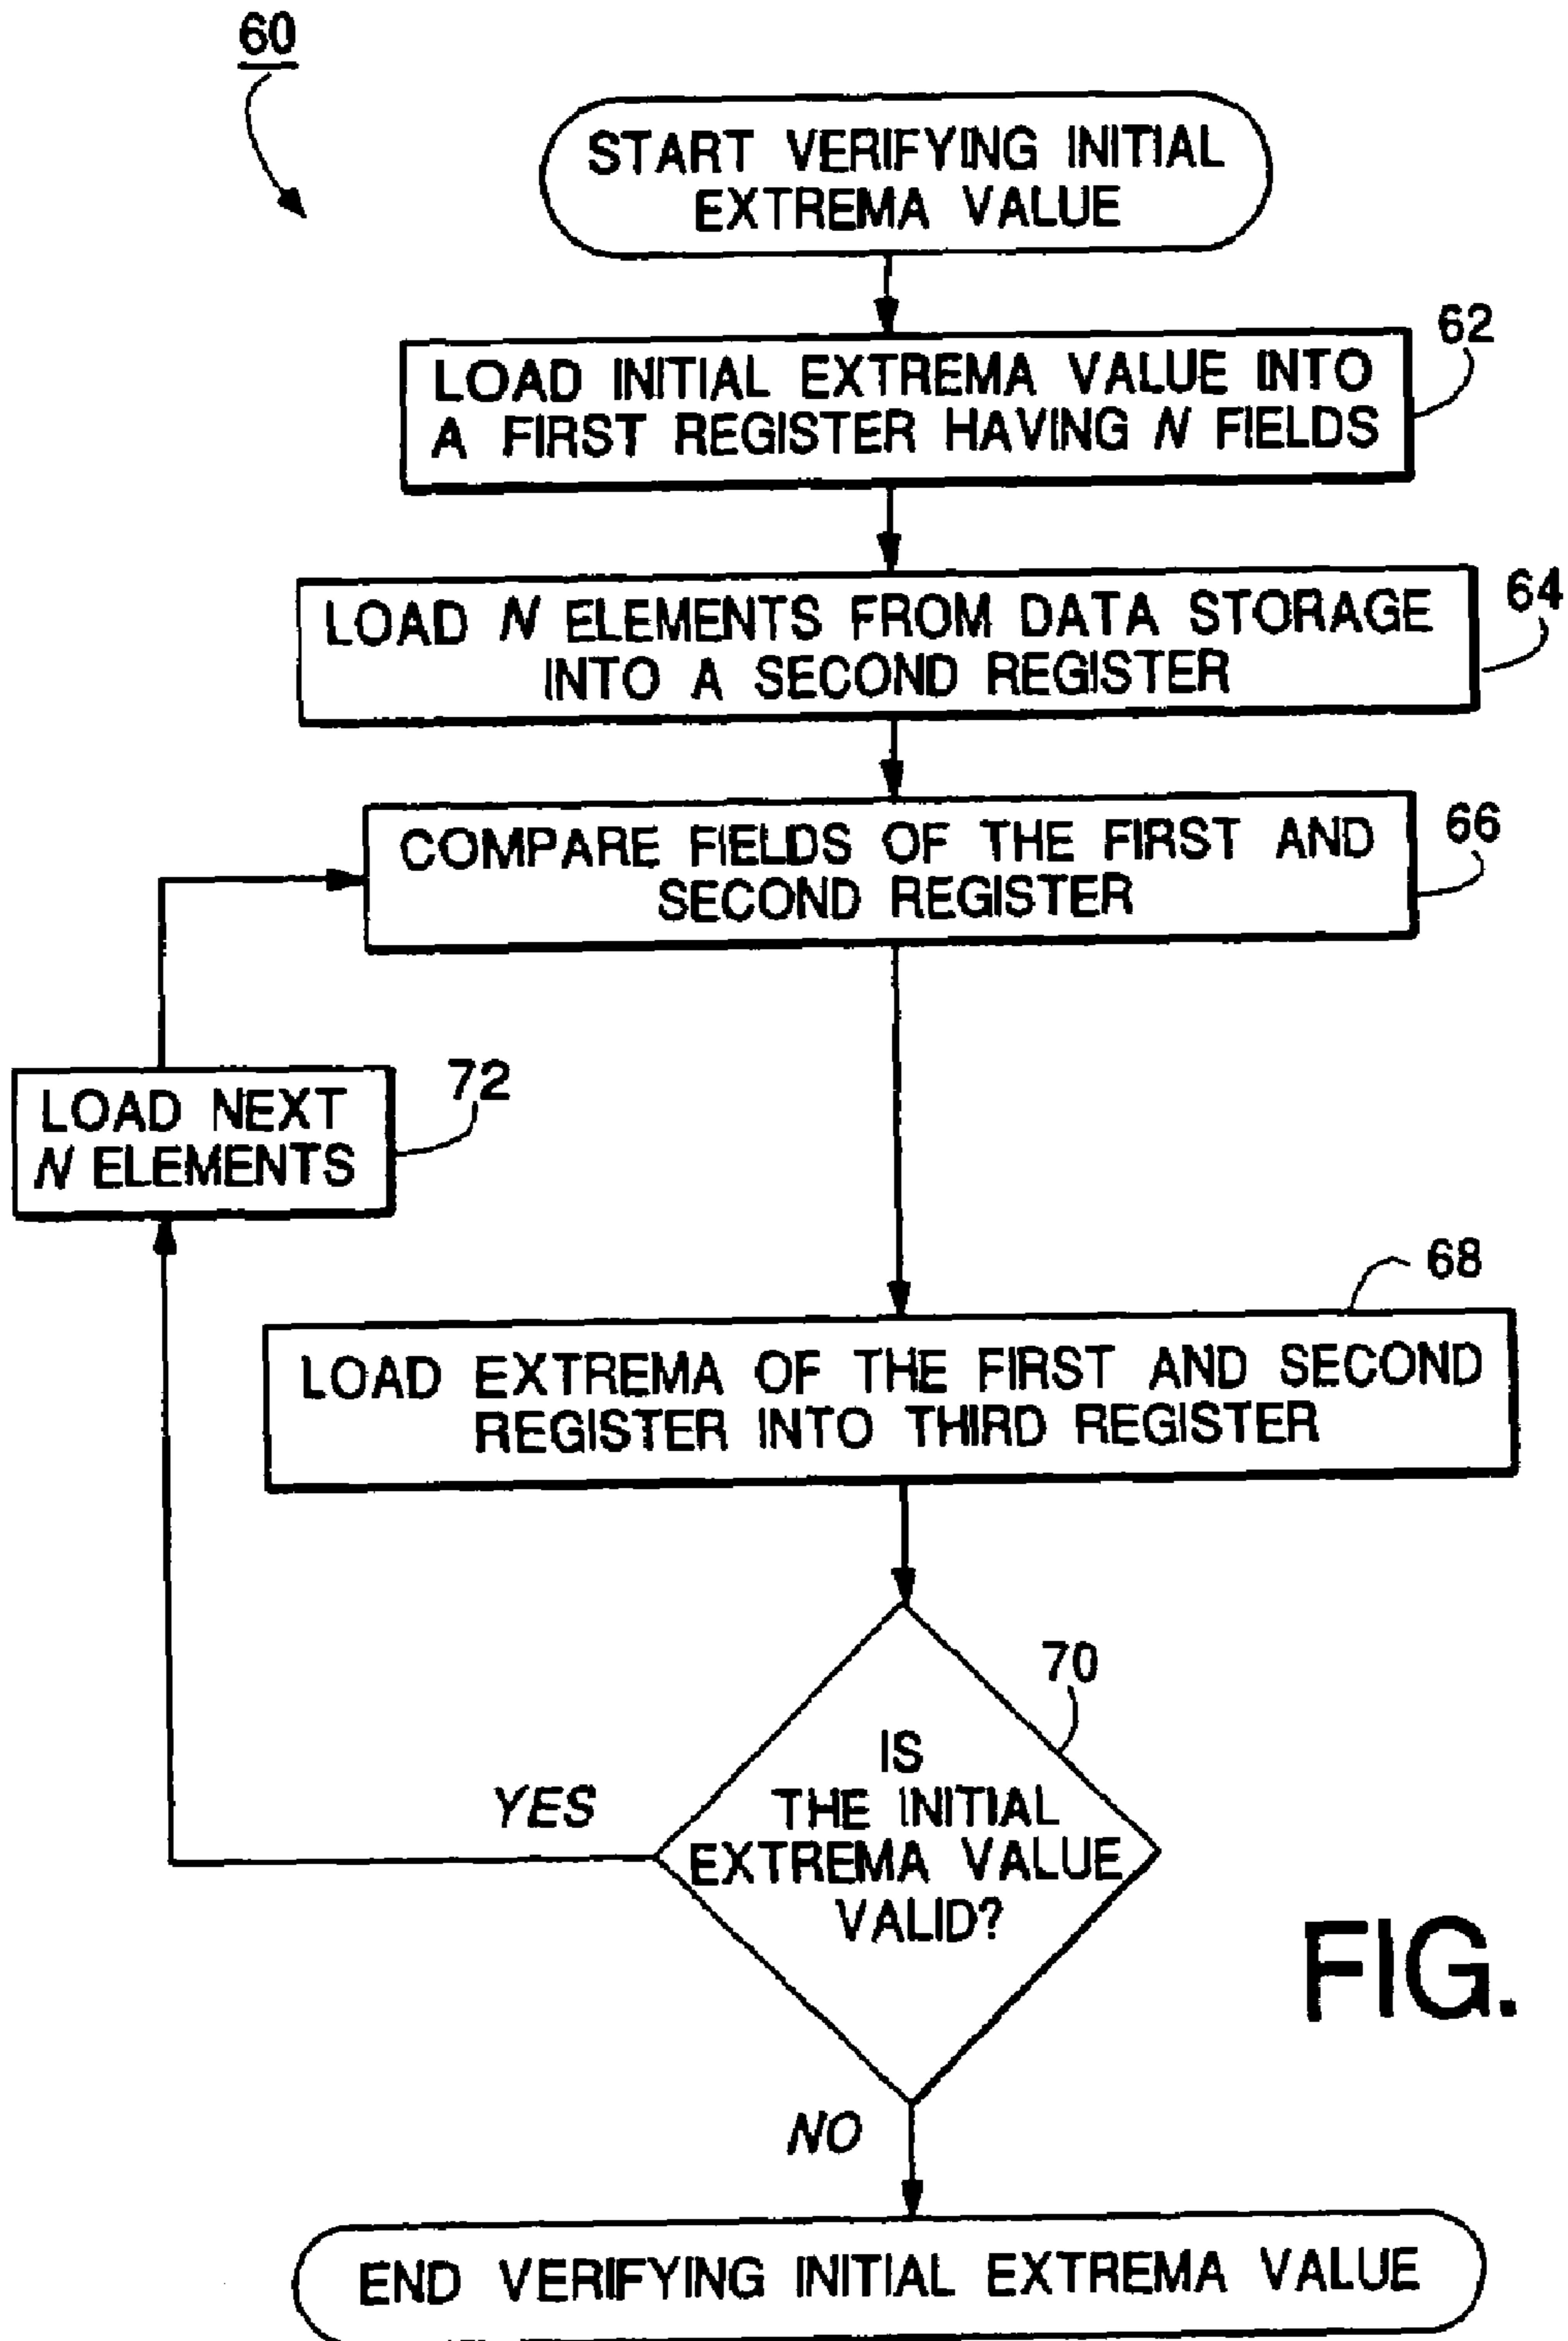 60
START VERIFYING INITIAL
EXTREMA VALUE
62
LOAD INITIAL EXTREMA VALUE INTO
A FIRST REGISTER HAVING N FIELDS
64
LOAD N ELEMENTS FROM DATA STORAGE
INTO A SECOND REGISTER
66
COMPARE FIELDS OF THE FIRST AND
SECOND REGISTER
72
LOAD NEXT
N ELEMENTS
68
LOAD EXTREMA OF THE FIRST AND SECOND
REGISTER INTO THIRD REGISTER
70
IS
THE INITIAL
EXTREMA VALUE
VALID?
YES
NO
FIG.
END VERIFYING INITIAL EXTREMA VALUE